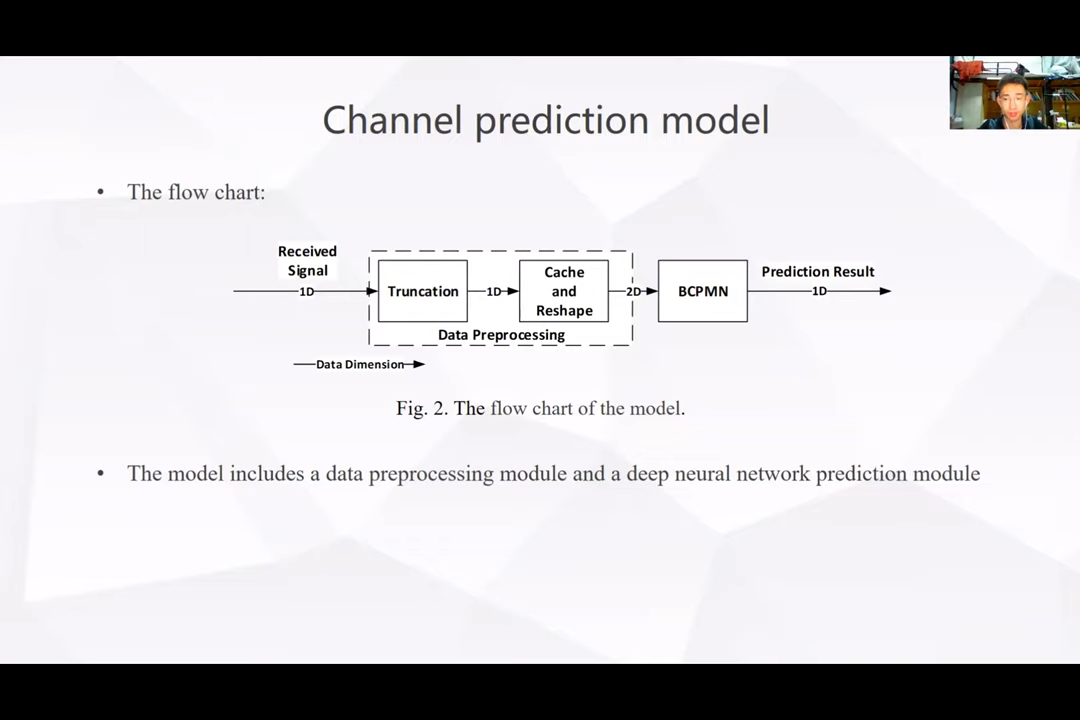 Channel prediction model
• The flow chart:
Received
Signal
1D
Truncation
1D
Cache
and
Reshape
2D
BCPMN
Prediction Result
1D
Data Preprocessing
Data Dimension
Fig. 2. The flow chart of the model.
• The model includes a data preprocessing module and a deep neural network prediction module